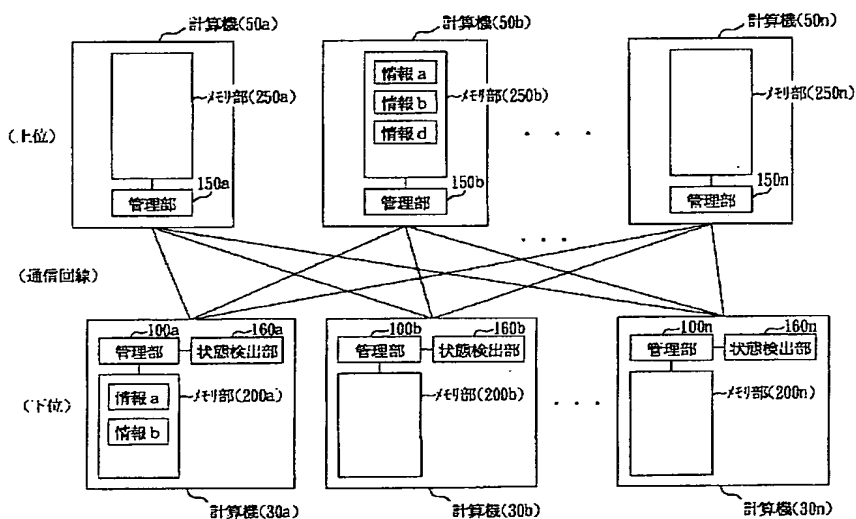 計算機(50a)
計算機(50b)
計算機(50n)
情報a
情報b
情報d
メモリ部(250a)
メモリ部(250b)
メモリ部(250n)
(上位)
・・・
150a
150b
150n
管理部
管理部
管理部
・・・
(通信回線)
100a
160a
100b
160b
100n
160n
管理部
状態検出部
管理部
状態検出部
管理部
状態検出部
(下位)
情報a
情報b
メモリ部(200a)
メモリ部(200b)
・・・
メモリ部(200n)
計算機(30a)
計算機(30b)
計算機(30n)